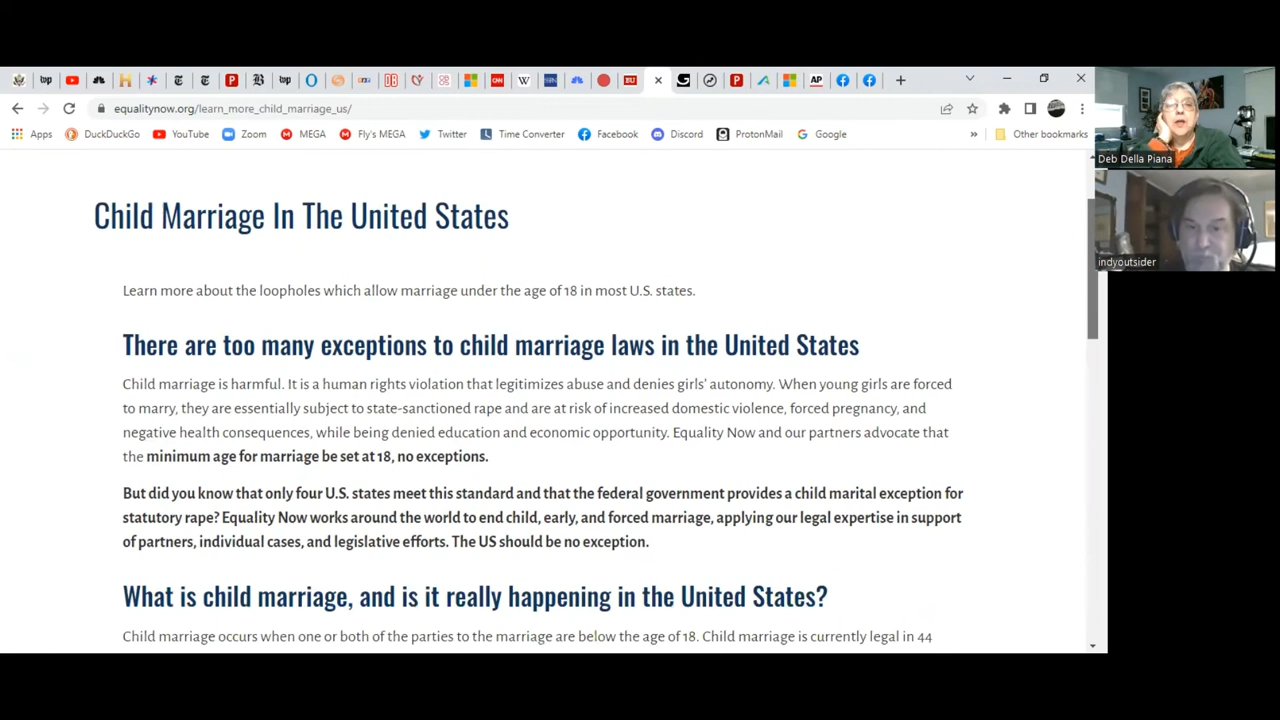 equalitynow.org/learn_more_child_marriage_us/
Apps DuckDuckGo YouTube Zoom MEGA Fly's MEGA Twitter Time Converter Facebook Discord ProtonMail Google » Other bookmarks
Deb Della Piana
indyoutsider
Child Marriage In The United States
Learn more about the loopholes which allow marriage under the age of 18 in most U.S. states.
There are too many exceptions to child marriage laws in the United States
Child marriage is harmful. It is a human rights violation that legitimizes abuse and denies girls' autonomy. When young girls are forced
to marry, they are essentially subject to state-sanctioned rape and are at risk of increased domestic violence, forced pregnancy, and
negative health consequences, while being denied education and economic opportunity. Equality Now and our partners advocate that
the minimum age for marriage be set at 18, no exceptions.
But did you know that only four U.S. states meet this standard and that the federal government provides a child marital exception for
statutory rape? Equality Now works around the world to end child, early, and forced marriage, applying our legal expertise in support
of partners, individual cases, and legislative efforts. The US should be no exception.
What is child marriage, and is it really happening in the United States?
Child marriage occurs when one or both of the parties to the marriage are below the age of 18. Child marriage is currently legal in 44